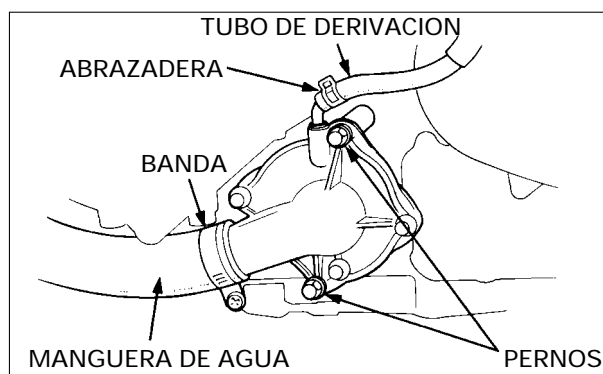 TUBO DE DERIVACION
ABRAZADERA
BANDA
MANGUERA DE AGUA
PERNOS